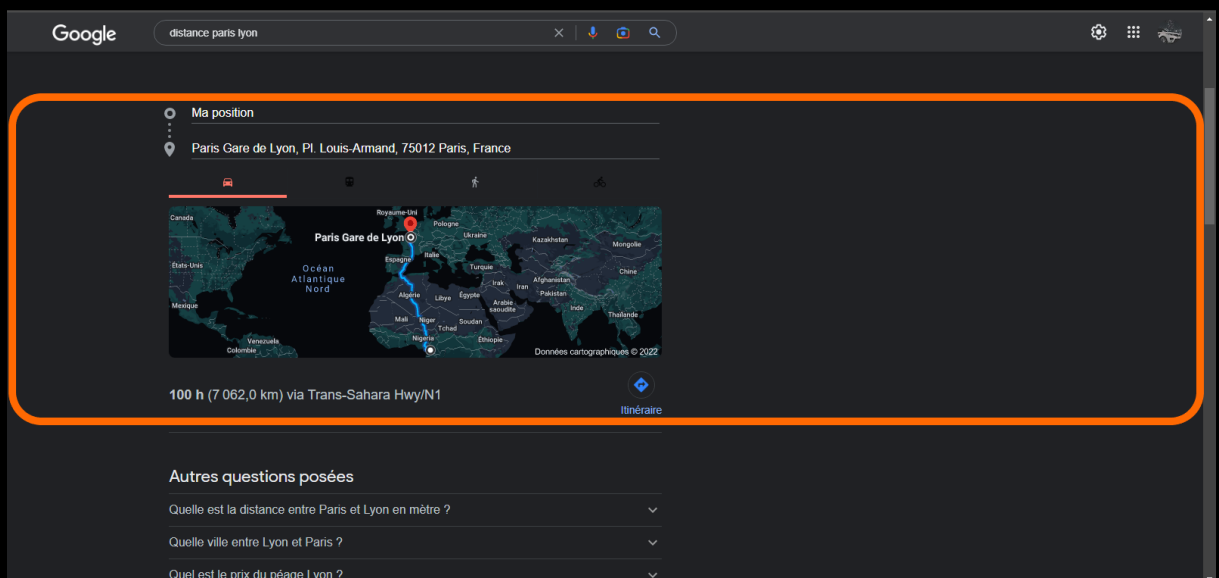 Google
distance paris lyon
Ma position
Paris Gare de Lyon, Pl. Louis-Armand, 75012 Paris, France
Canada
Royaume-Uni
Pologne
Paris Gare de Lyon
Ukraine
Kazakhstan
Mongolie
États-Unis
Océan
Atlantique
Nord
Espagne
Italie
Turquie
Chine
Afghanistan
Irak
Iran
Pakistan
Mexique
Algérie
Libye
Égypte
Arabie
saoudite
Inde
Thaïlande
Mali
Niger
Tchad
Soudan
Venezuela
Nigeria
Éthiopie
Colombie
Données cartographiques © 2022
100 h (7 062,0 km) via Trans-Sahara Hwy/N1
Itinéraire
Autres questions posées
Quelle est la distance entre Paris et Lyon en mètre ?
Quelle ville entre Lyon et Paris ?
Quel est le prix du péage Lyon ?